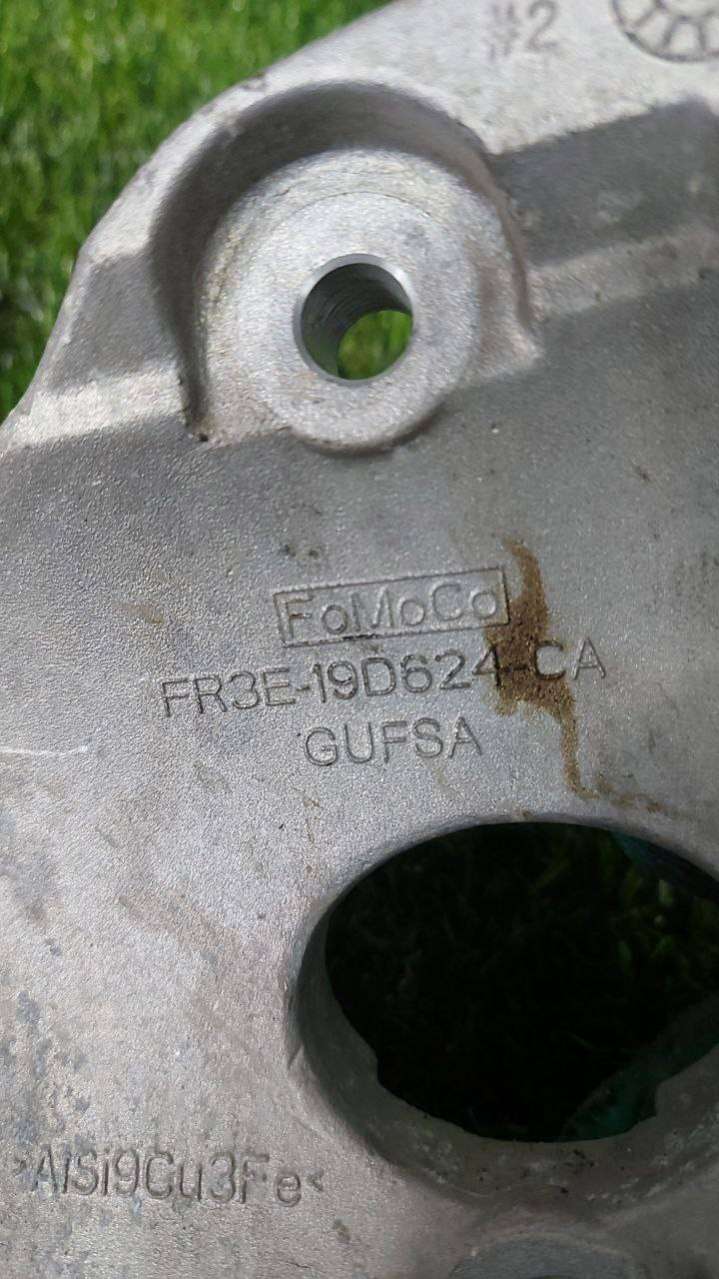 #2
FoMoCo
FR3E-19D624-CA
GUFSA
>AlSi9Cu3Fe<